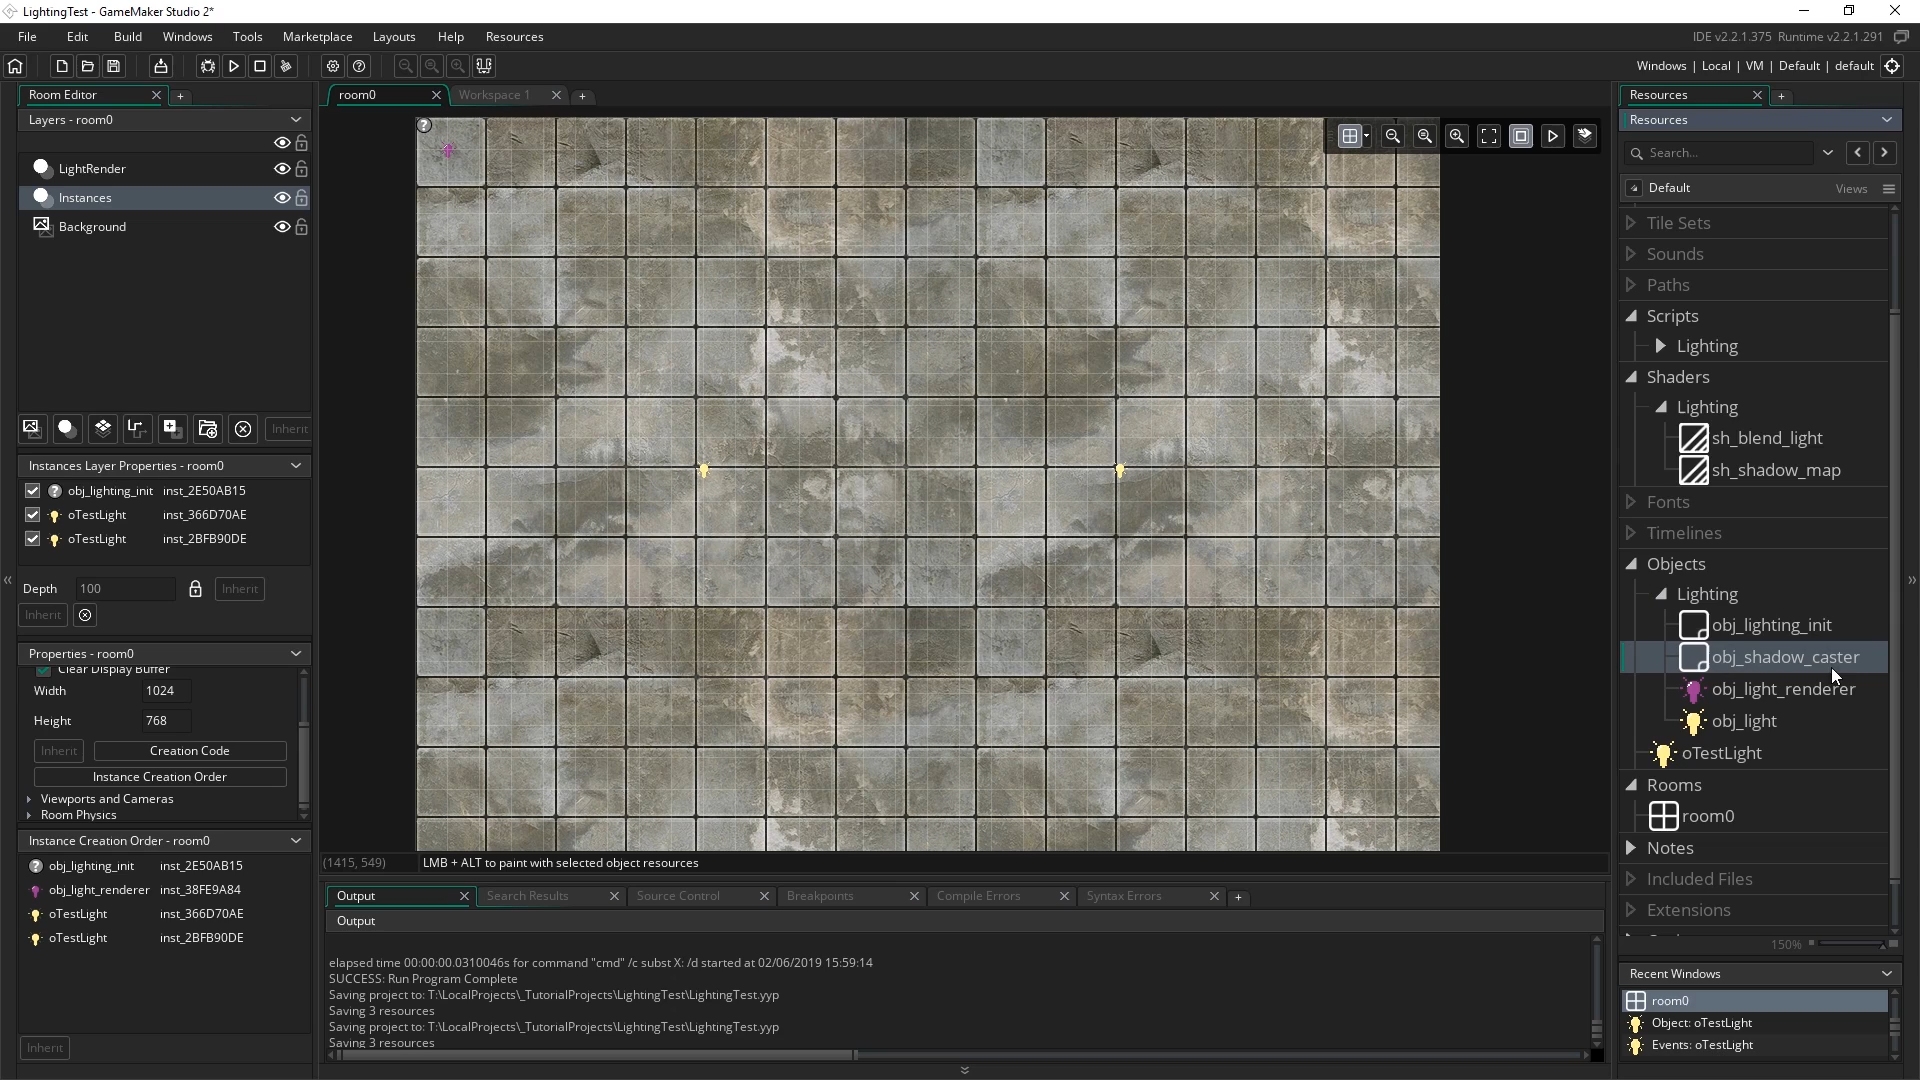 LightingTest - GameMaker Studio 2*
File Edit Build Windows Tools Marketplace Layouts Help Resources
IDE v2.2.1.375 Runtime v2.2.1.291
Windows | Local | VM | Default | default
Room Editor
Layers - room0
LightRender
Instances
Background
Inherit
Instances Layer Properties - room0
obj_lighting_init inst_2E50AB15
oTestLight inst_366D70AE
oTestLight inst_2BFB90DE
Depth 100 Inherit
Inherit
Properties - room0
Clear Display Buffer
Width 1024
Height 768
Inherit Creation Code
Instance Creation Order
Viewports and Cameras
Room Physics
Instance Creation Order - room0
obj_lighting_init inst_2E50AB15
obj_light_renderer inst_38FE9A84
oTestLight inst_366D70AE
oTestLight inst_2BFB90DE
Inherit
room0 Workspace 1
(1415, 549) LMB + ALT to paint with selected object resources
Output Search Results Source Control Breakpoints Compile Errors Syntax Errors
Output
elapsed time 00:00:00.0310046s for command "cmd" /c subst X: /d started at 02/06/2019 15:59:14
SUCCESS: Run Program Complete
Saving project to: T:\LocalProjects\_TutorialProjects\LightingTest\LightingTest.yyp
Saving 3 resources
Saving project to: T:\LocalProjects\_TutorialProjects\LightingTest\LightingTest.yyp
Saving 3 resources
Resources
Resources
Search...
Default Views
Tile Sets
Sounds
Paths
Scripts
Lighting
Shaders
Lighting
sh_blend_light
sh_shadow_map
Fonts
Timelines
Objects
Lighting
obj_lighting_init
obj_shadow_caster
obj_light_renderer
obj_light
oTestLight
Rooms
room0
Notes
Included Files
Extensions
150%
Recent Windows
room0
Object: oTestLight
Events: oTestLight